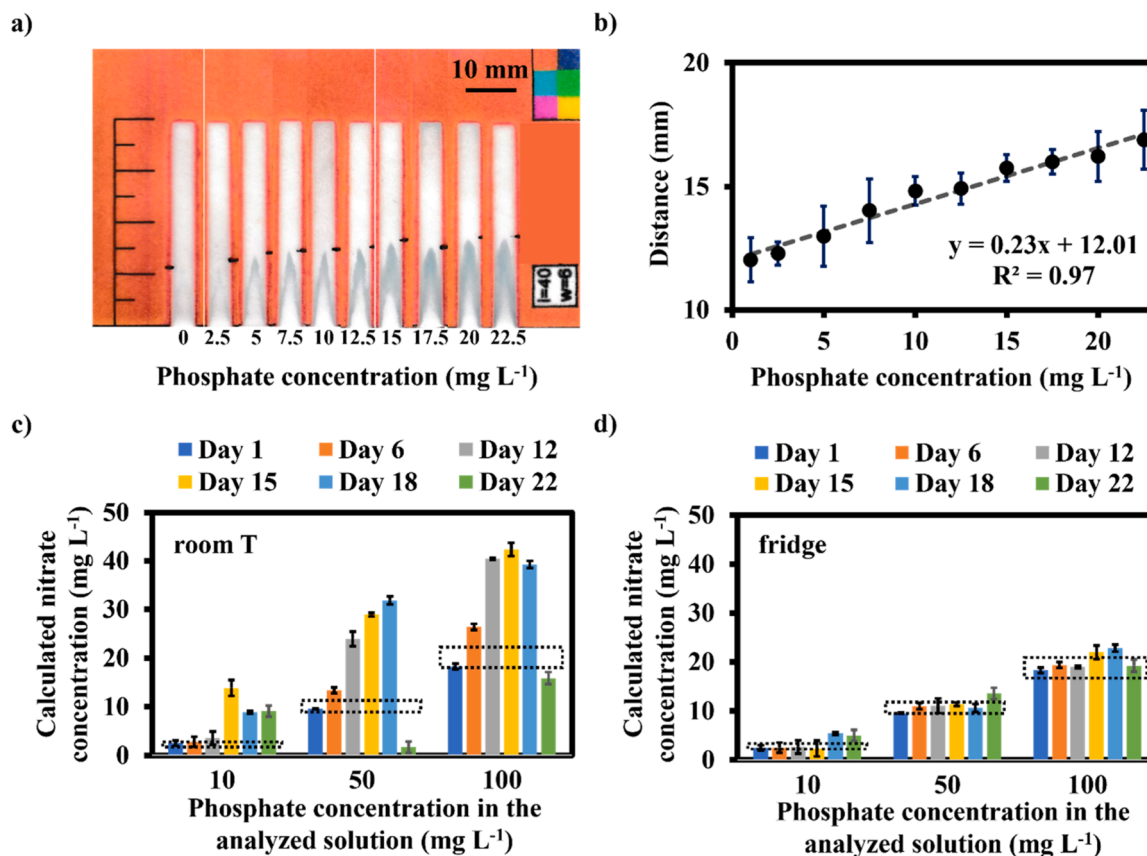 a)
10 mm
0 2.5 5 7.5 10 12.5 15 17.5 20 22.5
Phosphate concentration (mg L⁻¹)
b)
20
15
10
Distance (mm)
y = 0.23x + 12.01
R² = 0.97
0 5 10 15 20
Phosphate concentration (mg L⁻¹)
c)
Day 1 Day 6 Day 12
Day 15 Day 18 Day 22
Calculated nitrate
concentration (mg L⁻¹)
50
40
30
20
10
0
room T
10 50 100
Phosphate concentration in the
analyzed solution (mg L⁻¹)
d)
Day 1 Day 6 Day 12
Day 15 Day 18 Day 22
Calculated nitrate
concentration (mg L⁻¹)
50
40
30
20
10
0
fridge
10 50 100
Phosphate concentration in the
analyzed solution (mg L⁻¹)